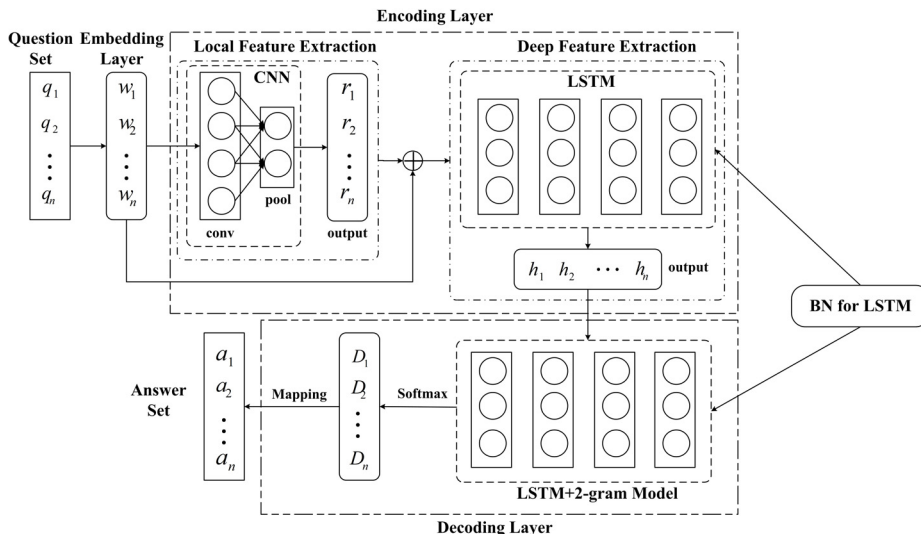 Encoding Layer
Question
Set
Embedding
Layer
Local Feature Extraction
Deep Feature Extraction
q1
q2
q n
w1
w2
wn
CNN
conv
pool
r1
r2
rn
output
LSTM
h1 h2 ··· hn
output
BN for LSTM
Answer
Set
a1
a2
an
Mapping
D1
D2
Dn
Softmax
LSTM+2-gram Model
Decoding Layer